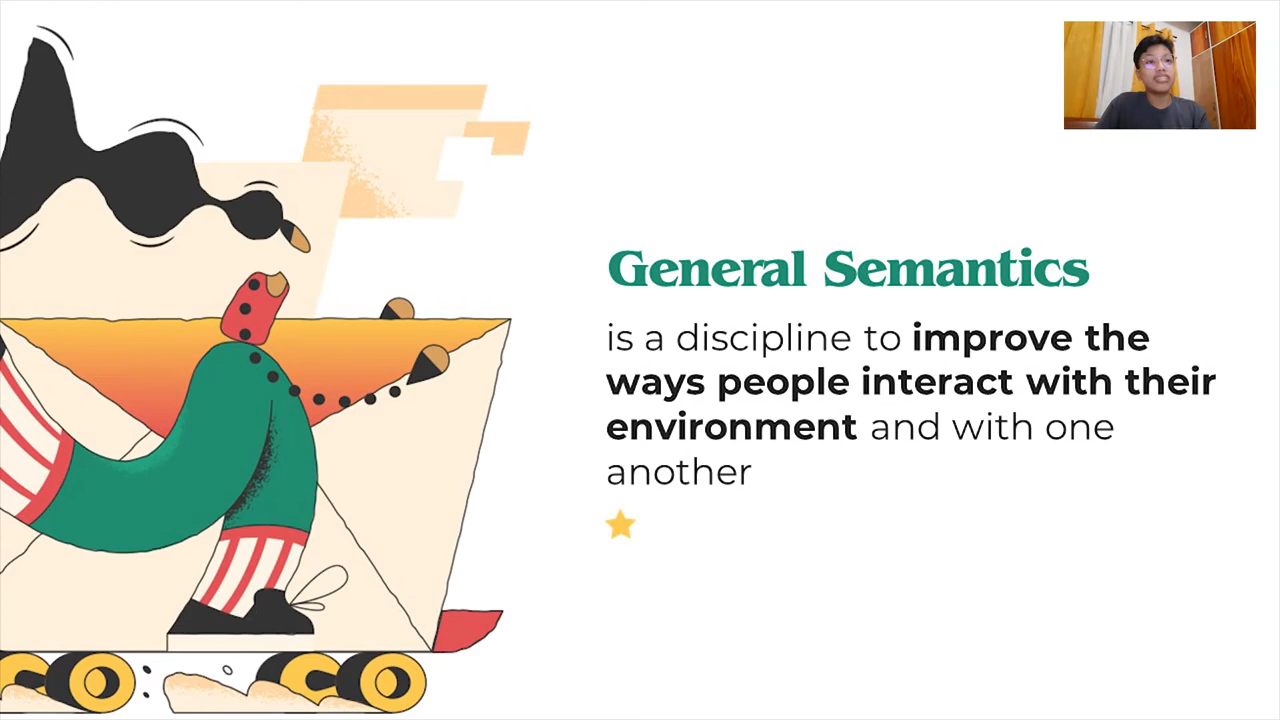 General Semantics
is a discipline to improve the
ways people interact with their
environment and with one
another